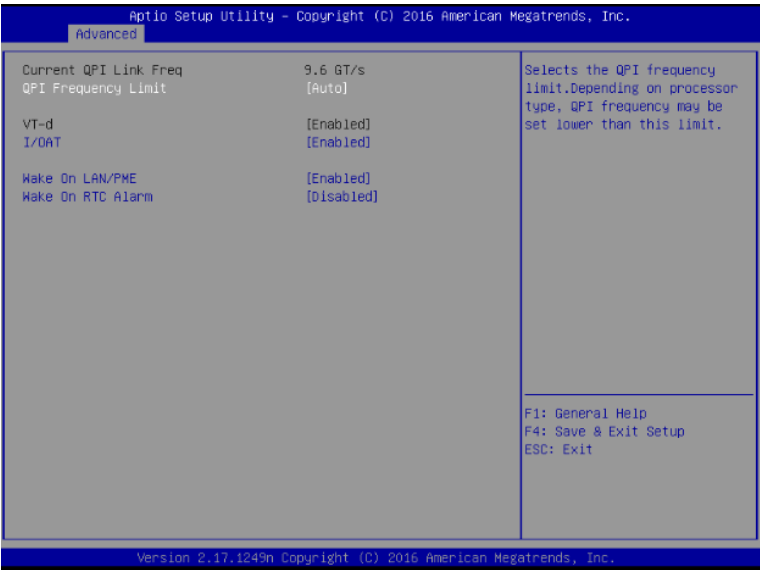 Aptio Setup Utility – Copyright (C) 2016 American Megatrends, Inc.
Advanced
Current QPI Link Freq 9.6 GT/s
QPI Frequency Limit [Auto]
VT-d [Enabled]
I/OAT [Enabled]
Wake On LAN/PME [Enabled]
Wake On RTC Alarm [Disabled]
Selects the QPI frequency
limit.Depending on processor
type, QPI frequency may be
set lower than this limit.
F1: General Help
F4: Save & Exit Setup
ESC: Exit
Version 2.17.1249n Copyright (C) 2016 American Megatrends, Inc.